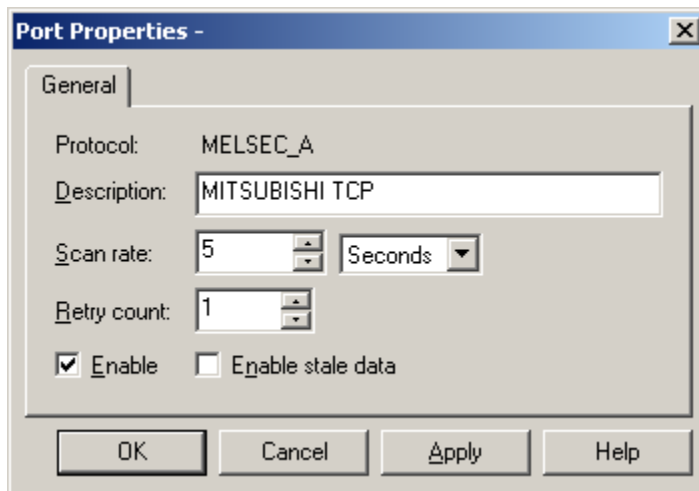 Port Properties -
General
Protocol: MELSEC_A
Description: MITSUBISHI TCP
Scan rate: 5 Seconds
Retry count: 1
Enable Enable stale data
OK Cancel Apply Help